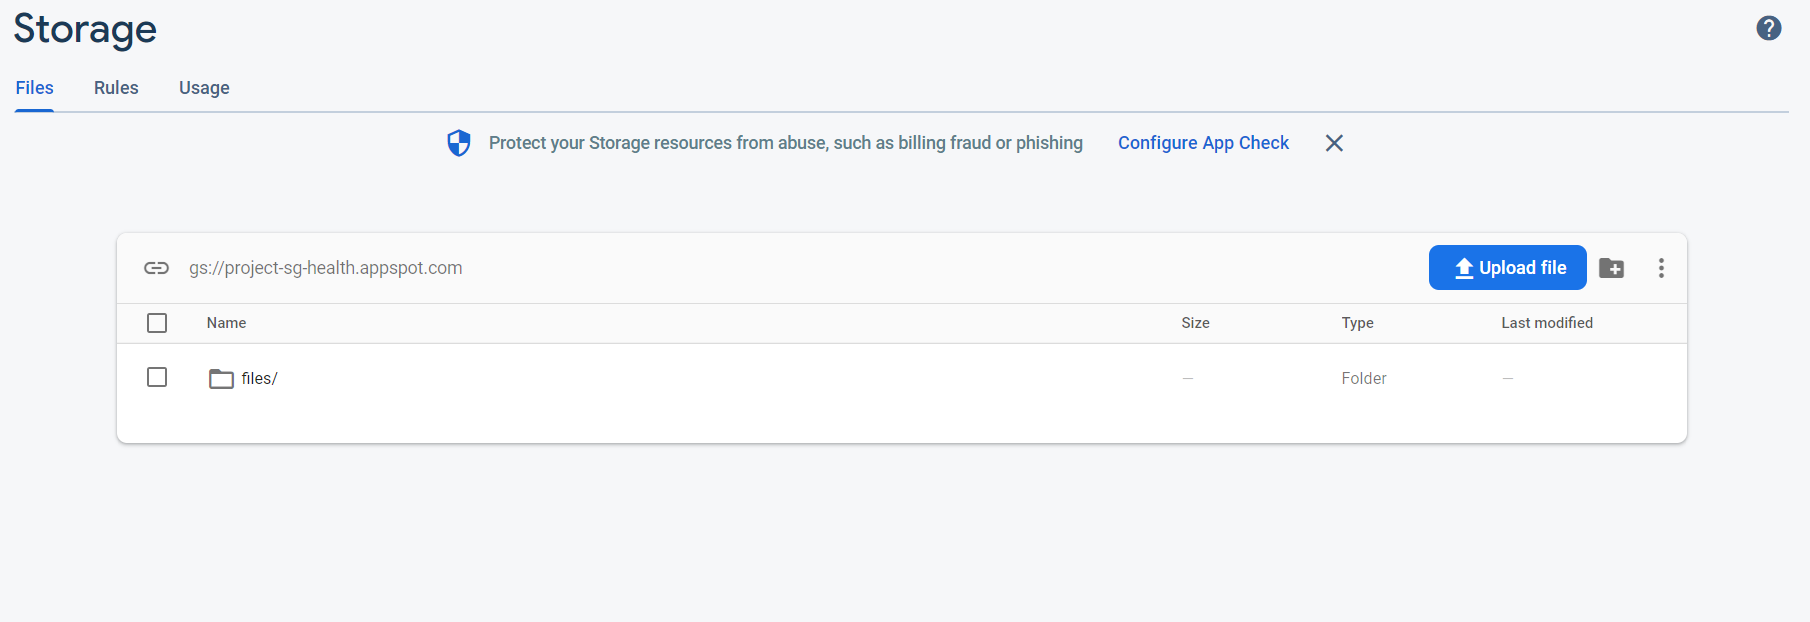 Storage
Files Rules Usage
Protect your Storage resources from abuse, such as billing fraud or phishing Configure App Check
gs://project-sg-health.appspot.com Upload file
Name Size Type Last modified
files/ — Folder —